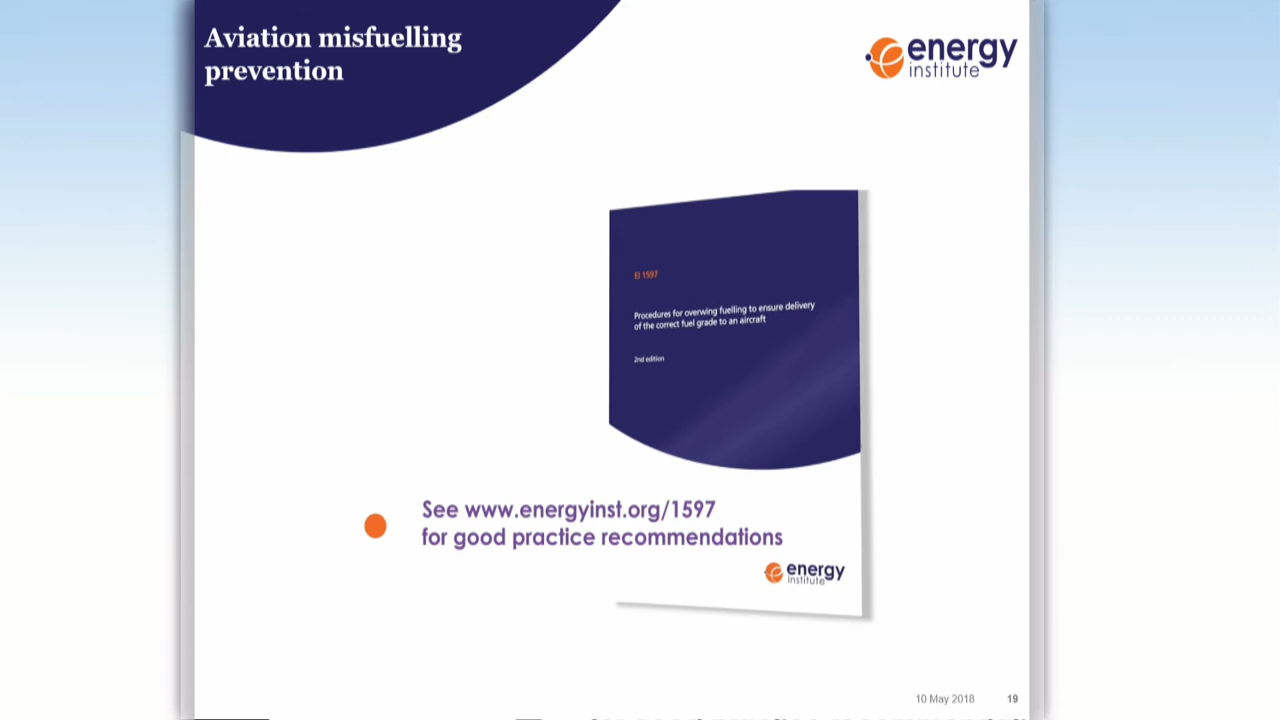 Aviation misfuelling
prevention
energy
institute
EI 1597
Procedures for overwing fuelling to ensure delivery
of the correct fuel grade to an aircraft
2nd edition
See www.energyinst.org/1597
for good practice recommendations
energy
institute
10 May 2018 19